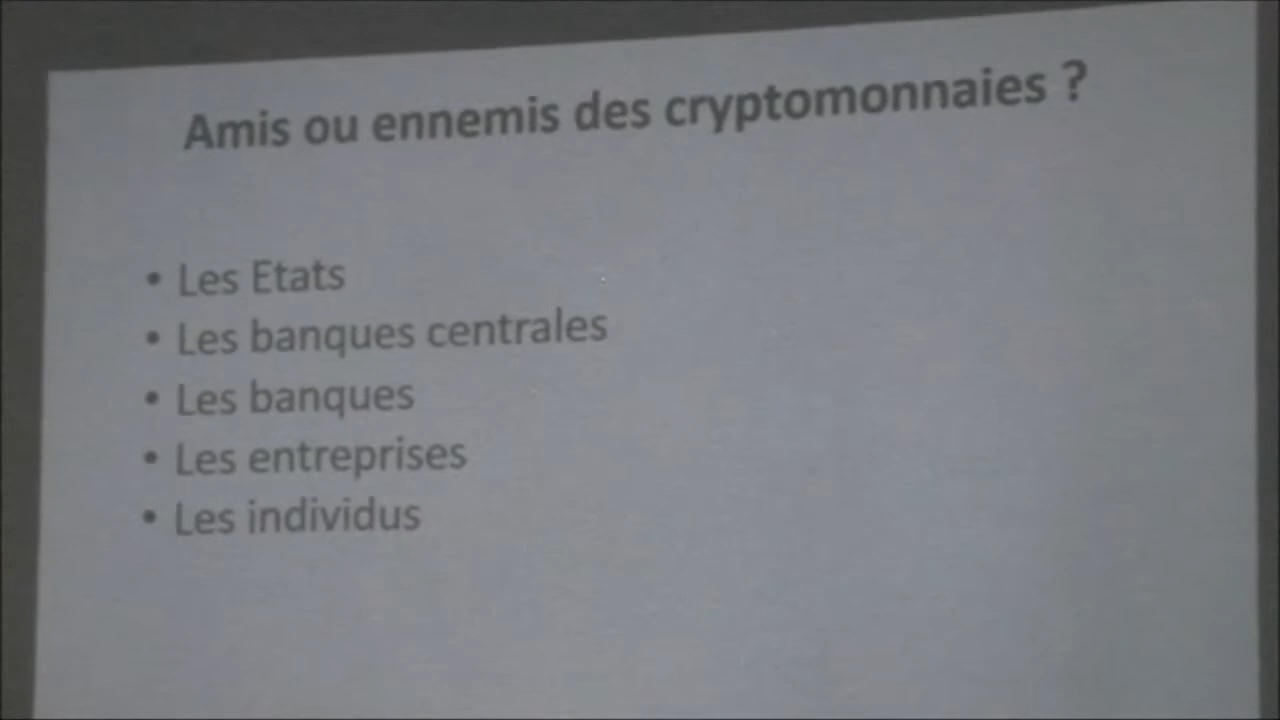 Amis ou ennemis des cryptomonnaies ?
• Les Etats
• Les banques centrales
• Les banques
• Les entreprises
• Les individus